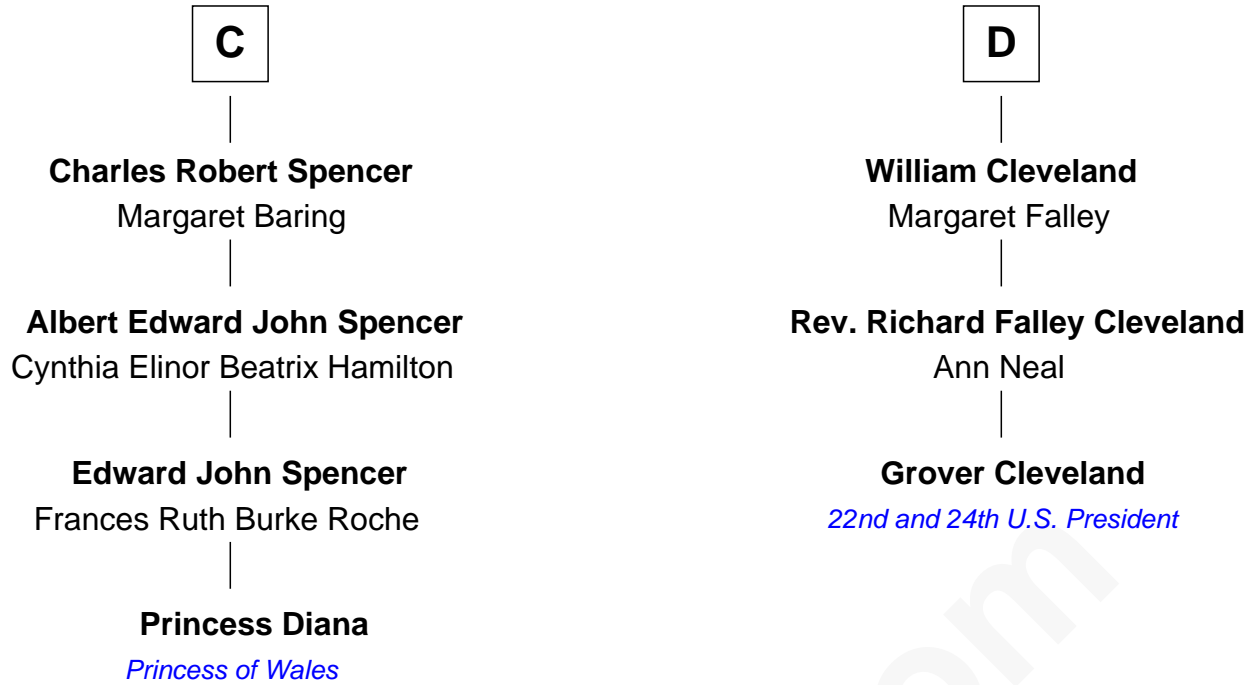 C
Charles Robert Spencer
Margaret Baring
Albert Edward John Spencer
Cynthia Elinor Beatrix Hamilton
Edward John Spencer
Frances Ruth Burke Roche
Princess Diana
Princess of Wales
D
William Cleveland
Margaret Falley
Rev. Richard Falley Cleveland
Ann Neal
Grover Cleveland
22nd and 24th U.S. President
om